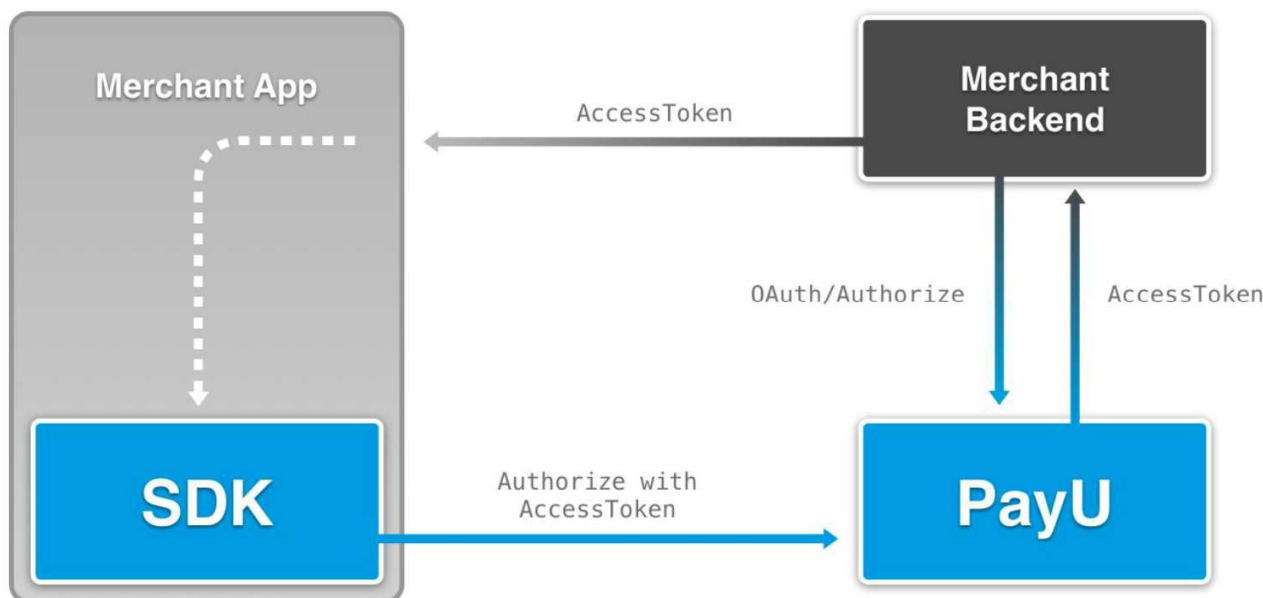 Merchant App
AccessToken
Merchant
Backend
OAuth/Authorize
AccessToken
SDK
Authorize with
AccessToken
PayU